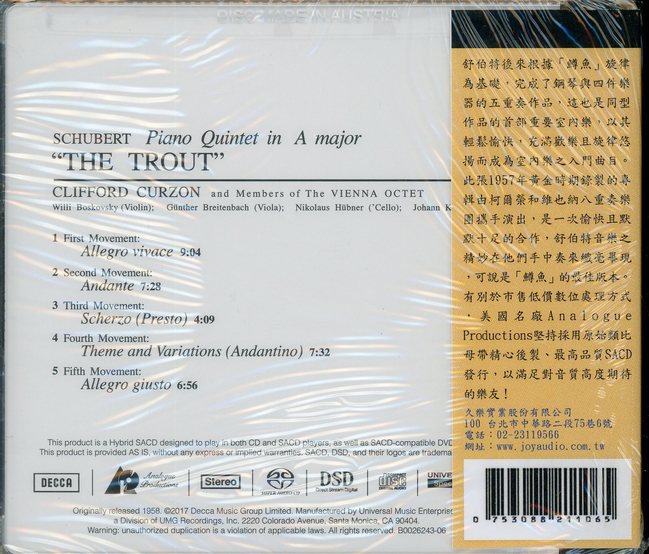 DISC MADE IN AUSTRIA
SCHUBERT Piano Quintet in A major
"THE TROUT"
CLIFFORD CURZON and Members of The VIENNA OCTET
Willi Boskovsky (Violin); Günther Breitenbach (Viola); Nikolaus Hübner ('Cello); Johann K
1 First Movement:
Allegro vivace 9:04
2 Second Movement:
Andante 7:28
3 Third Movement:
Scherzo (Presto) 4:09
4 Fourth Movement:
Theme and Variations (Andantino) 7:32
5 Fifth Movement:
Allegro giusto 6:56
This product is a Hybrid SACD designed to play in both CD and SACD players, as well as SACD-compatible DVD
This product is provided AS IS, without any express or implied warranties. SACD, DSD, and their logos are tradema
DECCA
Analogue Productions
Stereo
SUPER AUDIO CD
DSD
Direct Stream Digital
COMPACT
disc
DIGITAL AUDIO
UNIVE
Originally released 1958. ©2017 Decca Music Group Limited. Manufactured by Universal Music Enterpris
a Division of UMG Recordings, Inc. 2220 Colorado Avenue, Santa Monica, CA 90404.
Warning: unauthorized duplication is a violation of applicable laws. All rights reserved. B0026243-06
舒伯特後來根據「鱒魚」旋律
為基礎，完成了鋼琴與四件樂
器的五重奏作品，這也是同型
作品的首部重要室內樂，以其
輕鬆愉快，充滿歡樂且旋律悠
揚而成為室內樂之入門曲目。
此張1957年黃金時期錄製的專
輯由柯爾榮和維也納八重奏樂
團攜手演出，是一次愉快且默
默十足的合作，舒伯特音樂之
精妙在他們手中奏來纖毫畢現
，可說是「鱒魚」的最佳版本。
有別於市售低價數位處理方式
，美國名廠Analogue
Productions堅持採用原始類比
母帶精心後製、最高品質SACD
發行，以滿足對音質高度期待
的樂友！
久樂實業股份有限公司
100 台北市中華路二段75巷6號
電話：02-23119566
網址：www.joyaudio.com.tw
0 753088 211065